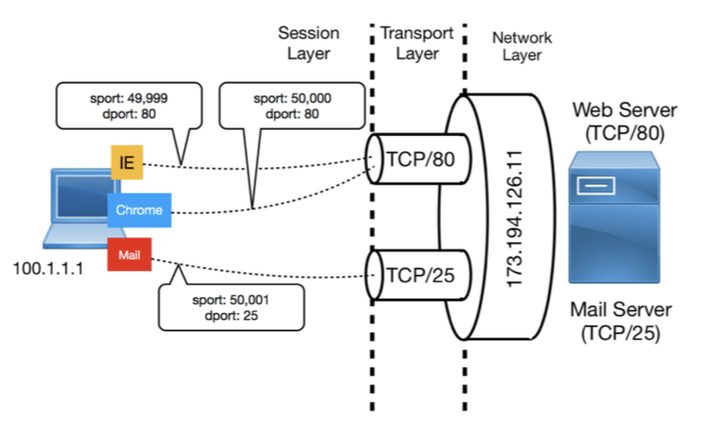 Session
Layer
Transport
Layer
Network
Layer
sport: 49,999
dport: 80
sport: 50,000
dport: 80
Web Server
(TCP/80)
IE
TCP/80
Chrome
173.194.126.11
Mail
100.1.1.1
TCP/25
sport: 50,001
dport: 25
Mail Server
(TCP/25)